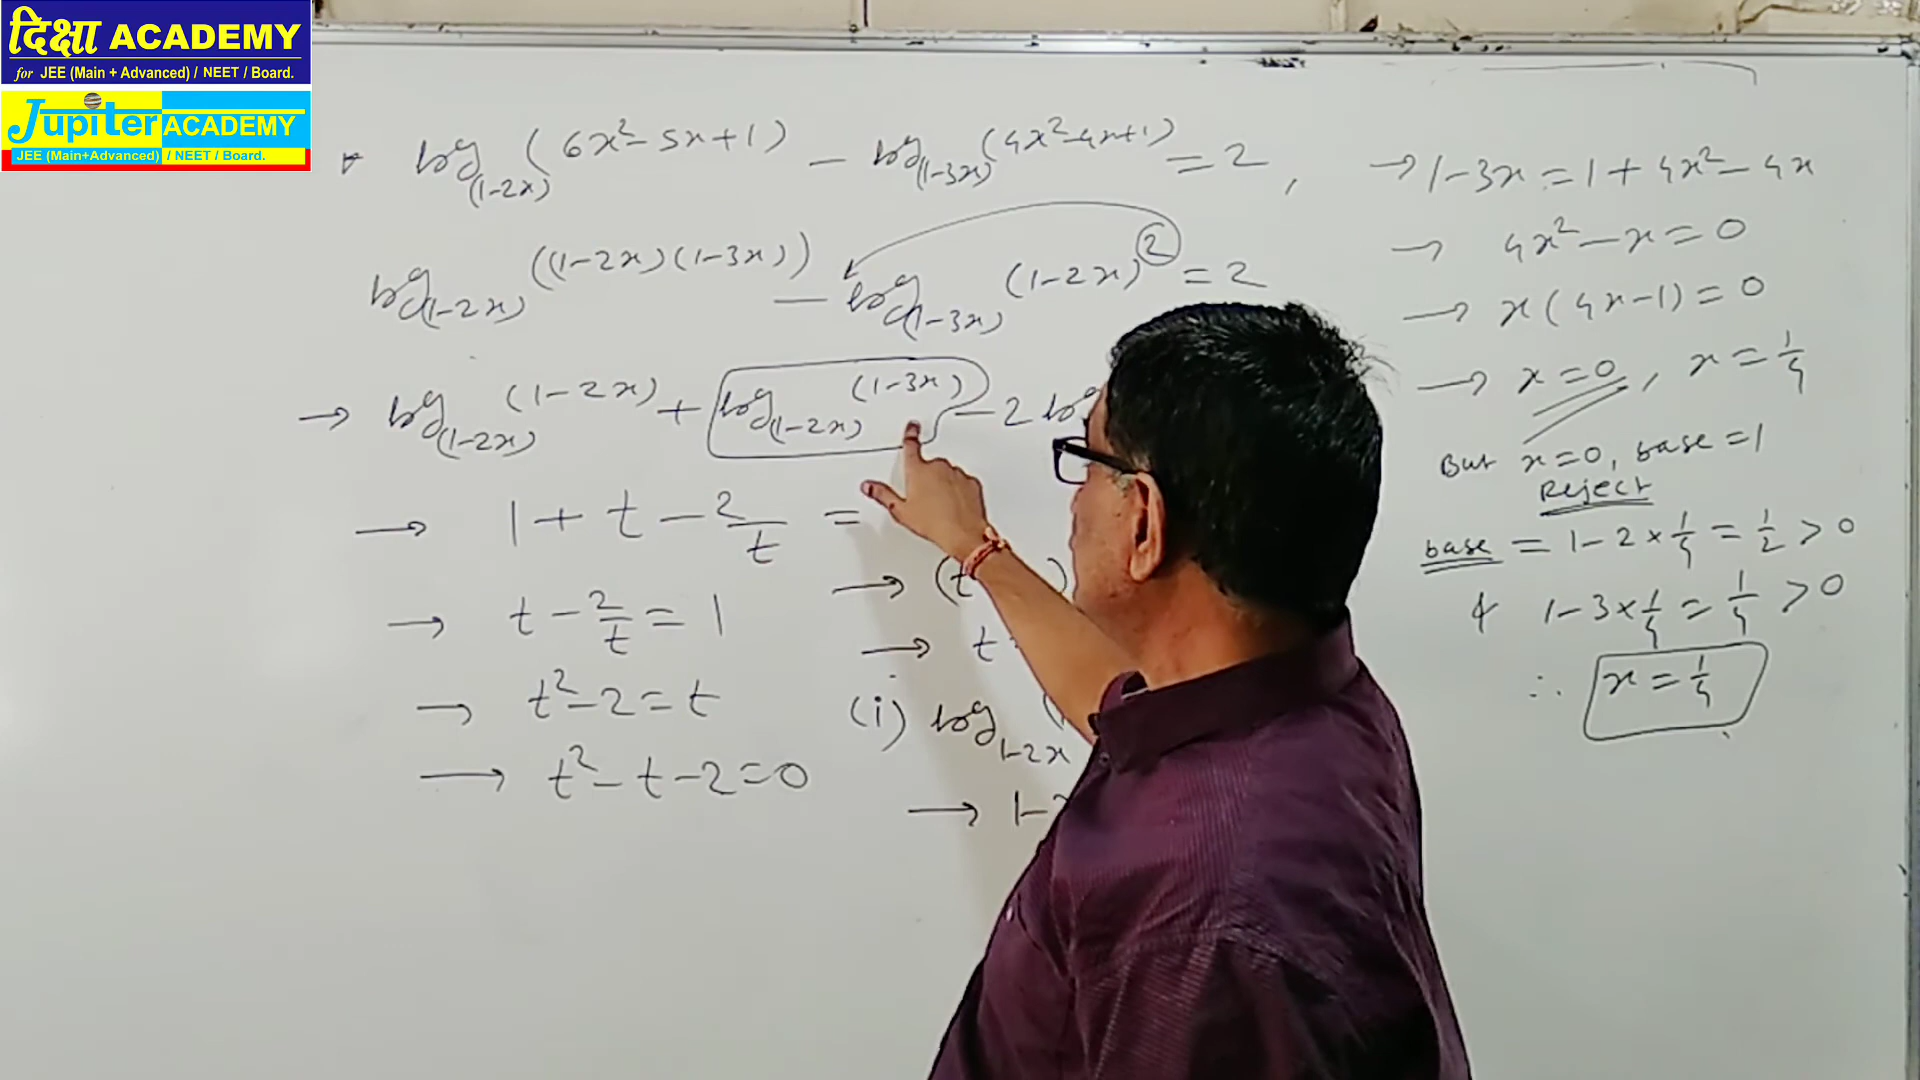 दिक्षा ACADEMY
for JEE (Main + Advanced) / NEET / Board.
Jupiter ACADEMY
JEE (Main+Advanced) / NEET / Board.
log(1-2x) (6x²-5x+1) - log(1-3x) (4x²-4x+1) = 2,
log(1-2x) ((1-2x)(1-3x)) - log(1-3x) (1-2x)² = 2
→ log(1-2x) (1-2x) + log(1-2x) (1-3x) - 2 log
→ 1 + t - 2/t =
→ t - 2/t = 1
→ t² - 2 = t
→ t² - t - 2 = 0
→ (t )
→ t
(i) log1-2x (
→ 1-
→ 1-3x = 1+4x²-4x
→ 4x²-x = 0
→ x(4x-1) = 0
→ x=0, x = 1/4
But x=0, base = 1
Reject
base = 1-2×1/4 = 1/2 > 0
& 1-3×1/4 = 1/4 > 0
∴ x = 1/4